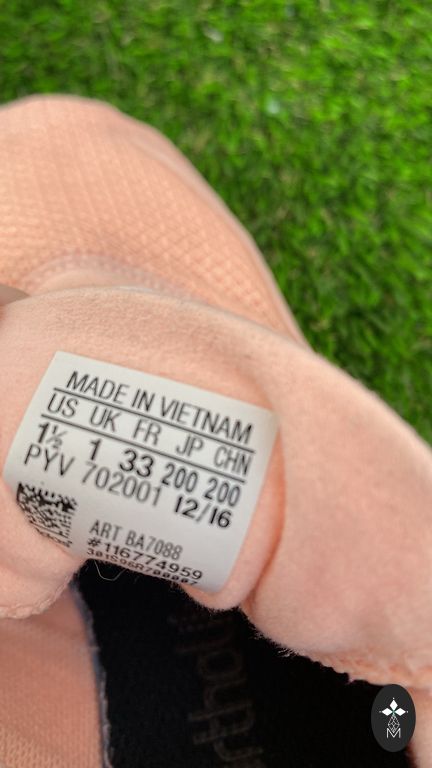 MADE IN VIETNAM
US UK FR JP CHN
1½ 1 33 200 200
PYV 702001 12/16
ART BA7088
#116774959
M